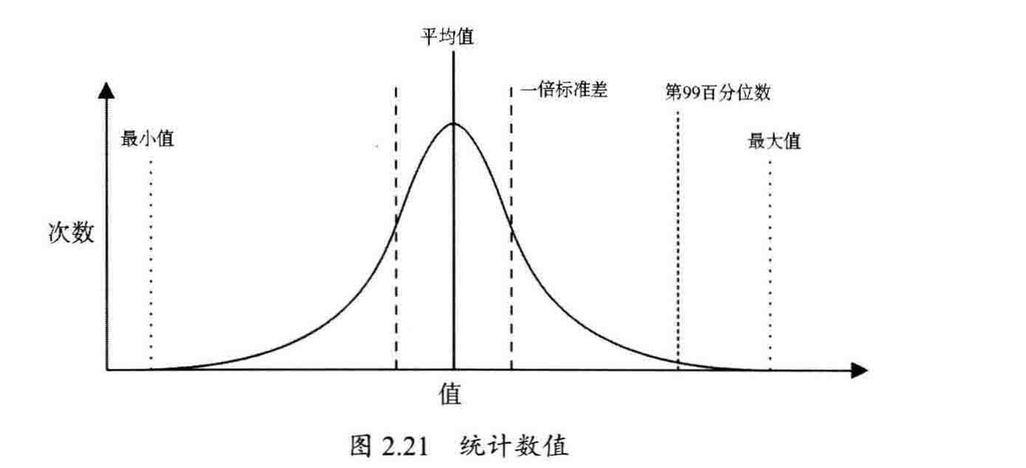 平均值
一倍标准差
第99百分位数
最小值
最大值
次数
值
图 2.21 统计数值